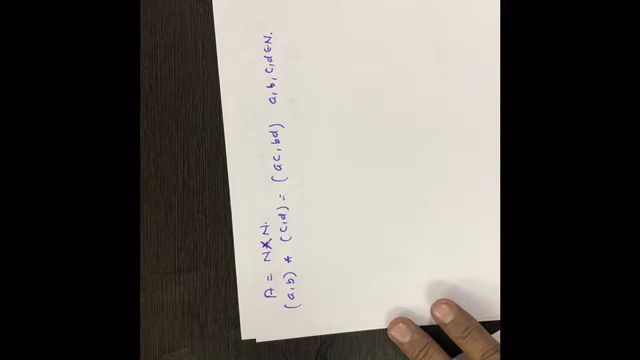 A = N × N.
(a,b) * (c,d) = (ac, bd) a,b,c,d ∈ N.